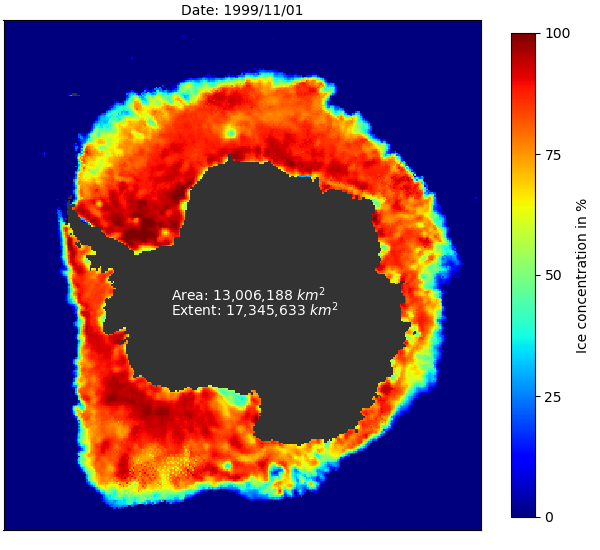 Date: 1999/11/01
100
75
50
25
0
Ice concentration in %
Area: 13,006,188 km²
Extent: 17,345,633 km²